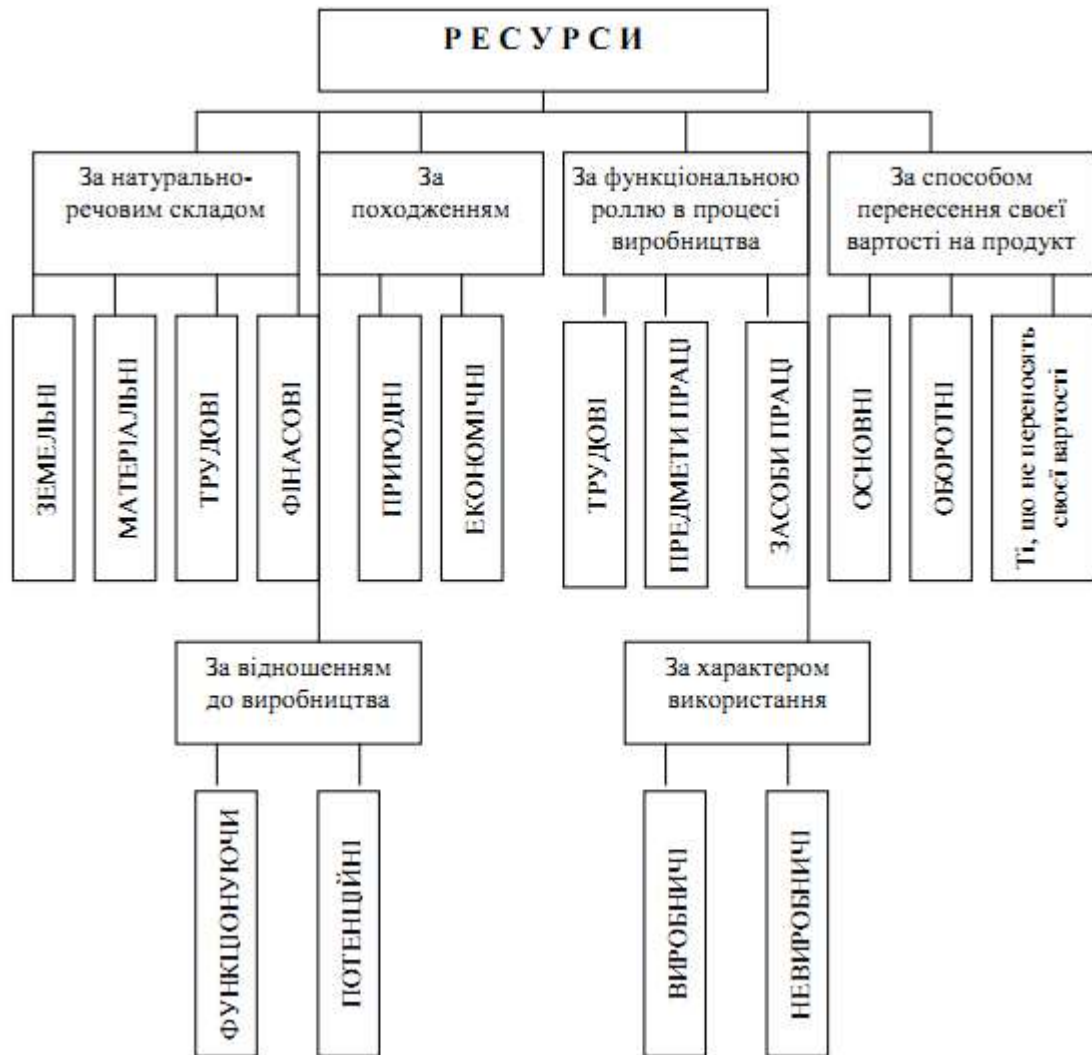 Р Е С У Р С И
За натурально-
речовим складом
За
походженням
За функціональною
роллю в процесі
виробництва
За способом
перенесення своєї
вартості на продукт
ЗЕМЕЛЬНІ
МАТЕРІАЛЬНІ
ТРУДОВІ
ФІНАСОВІ
ПРИРОДНІ
ЕКОНОМІЧНІ
ТРУДОВІ
ПРЕДМЕТИ ПРАЦІ
ЗАСОБИ ПРАЦІ
ОСНОВНІ
ОБОРОТНІ
Ті, що не переносять
своєї вартості
За відношенням
до виробництва
За характером
використання
ФУНКЦІОНУЮЧИ
ПОТЕНЦІЙНІ
ВИРОБНИЧІ
НЕВИРОБНИЧІ